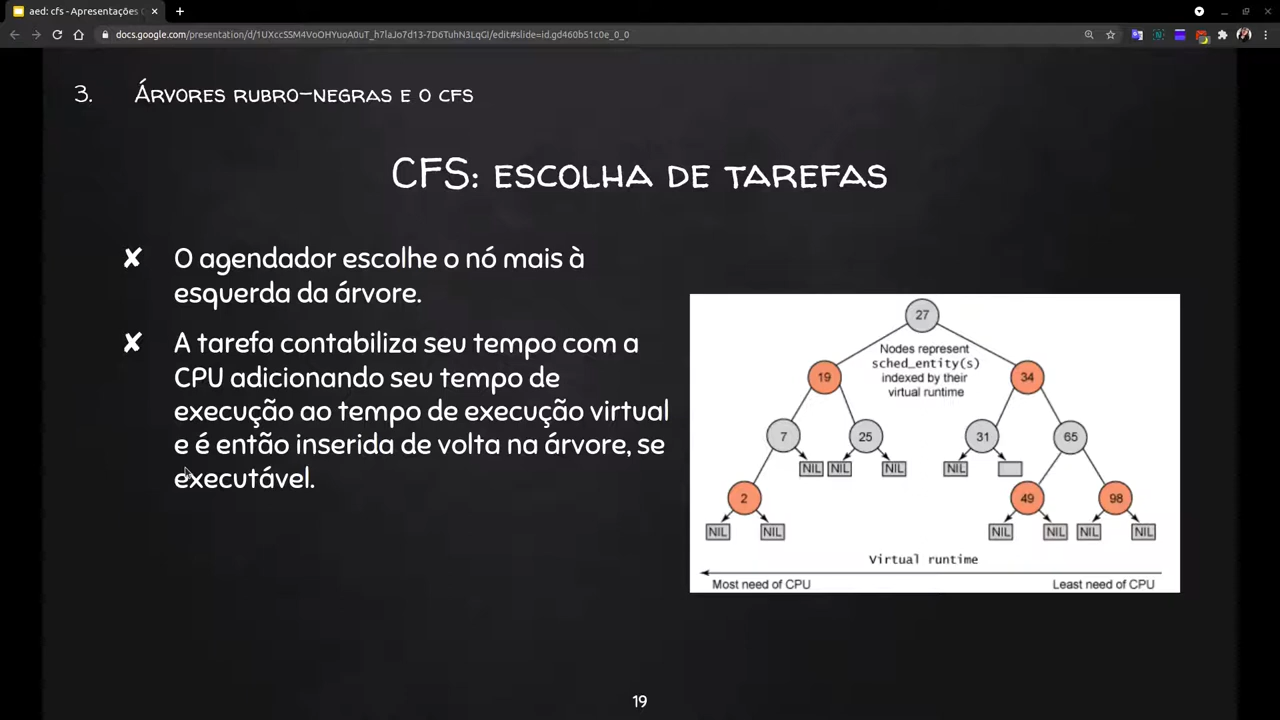 aed: cfs - Apresentações
docs.google.com/presentation/d/1UXccSSM4VoOHYuoA0uT_h7laJo7d13-7D6TuhN3LqGI/edit#slide=id.gd460b51c0e_0_0
3. Árvores rubro-negras e o cfs
CFS: escolha de tarefas
✘ O agendador escolhe o nó mais à
esquerda da árvore.
✘ A tarefa contabiliza seu tempo com a
CPU adicionando seu tempo de
execução ao tempo de execução virtual
e é então inserida de volta na árvore, se
executável.
27
Nodes represent
sched_entity(s)
indexed by their
virtual runtime
19 34
7 25 31 65
NIL NIL NIL NIL
2 49 98
NIL NIL NIL NIL NIL NIL
Virtual runtime
Most need of CPU Least need of CPU
19